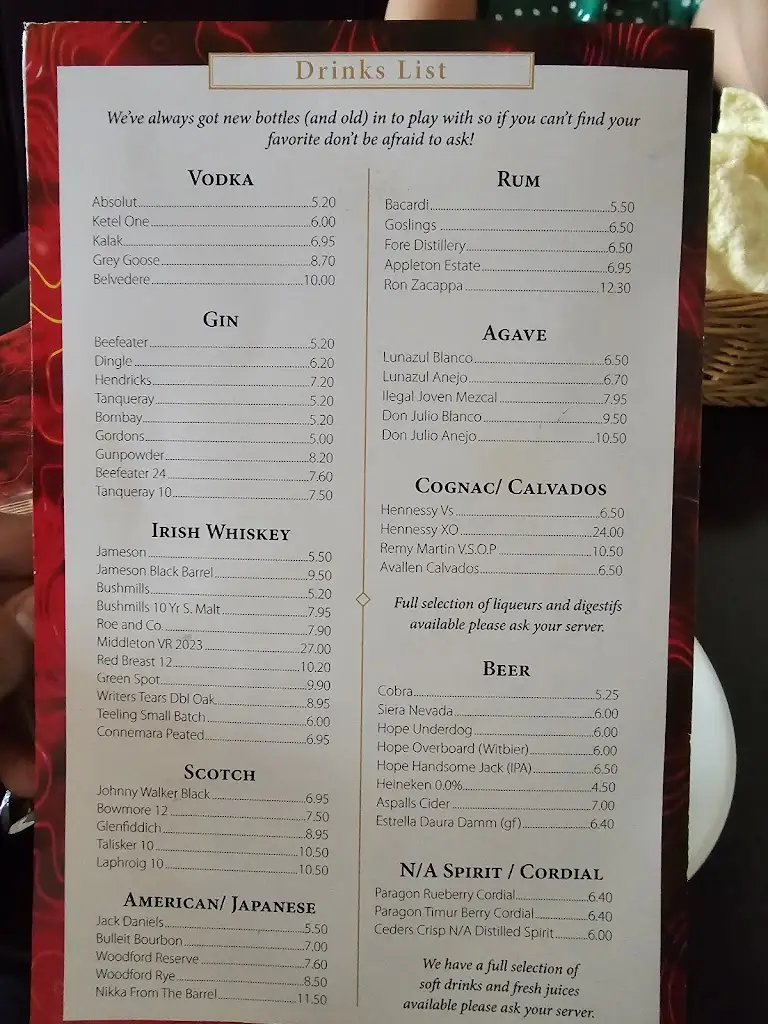 Drinks List
We've always got new bottles (and old) in to play with so if you can't find your
favorite don't be afraid to ask!
VODKA
Absolut 5.20
Ketel One 6.00
Kalak 6.95
Grey Goose 8.70
Belvedere 10.00
GIN
Beefeater 5.20
Dingle 6.20
Hendricks 7.20
Tanqueray 5.20
Bombay 5.20
Gordons 5.00
Gunpowder 8.20
Beefeater 24 7.60
Tanqueray 10 7.50
IRISH WHISKEY
Jameson 5.50
Jameson Black Barrel 9.50
Bushmills 5.20
Bushmills 10 Yr S. Malt 7.95
Roe and Co. 7.90
Middleton VR 2023 27.00
Red Breast 12 10.20
Green Spot 9.90
Writers Tears Dbl Oak 8.95
Teeling Small Batch 6.00
Connemara Peated 6.95
SCOTCH
Johnny Walker Black 6.95
Bowmore 12 7.50
Glenfiddich 8.95
Talisker 10 10.50
Laphroig 10 10.50
AMERICAN/ JAPANESE
Jack Daniels 5.50
Bulleit Bourbon 7.00
Woodford Reserve 7.60
Woodford Rye 8.50
Nikka From The Barrel 11.50
RUM
Bacardi 5.50
Goslings 6.50
Fore Distillery 6.50
Appleton Estate 6.95
Ron Zacappa 12.30
AGAVE
Lunazul Blanco 6.50
Lunazul Anejo 6.70
Ilegal Joven Mezcal 7.95
Don Julio Blanco 9.50
Don Julio Anejo 10.50
COGNAC/ CALVADOS
Hennessy Vs 6.50
Hennessy XO 24.00
Remy Martin V.S.O.P 10.50
Avallen Calvados 6.50
Full selection of liqueurs and digestifs
available please ask your server.
BEER
Cobra 5.25
Siera Nevada 6.00
Hope Underdog 6.00
Hope Overboard (Witbier) 6.00
Hope Handsome Jack (IPA) 6.50
Heineken 0.0% 4.50
Aspalls Cider 7.00
Estrella Daura Damm (gf) 6.40
N/A SPIRIT / CORDIAL
Paragon Rueberry Cordial 6.40
Paragon Timur Berry Cordial 6.40
Ceders Crisp N/A Distilled Spirit 6.00
We have a full selection of
soft drinks and fresh juices
available please ask your server.